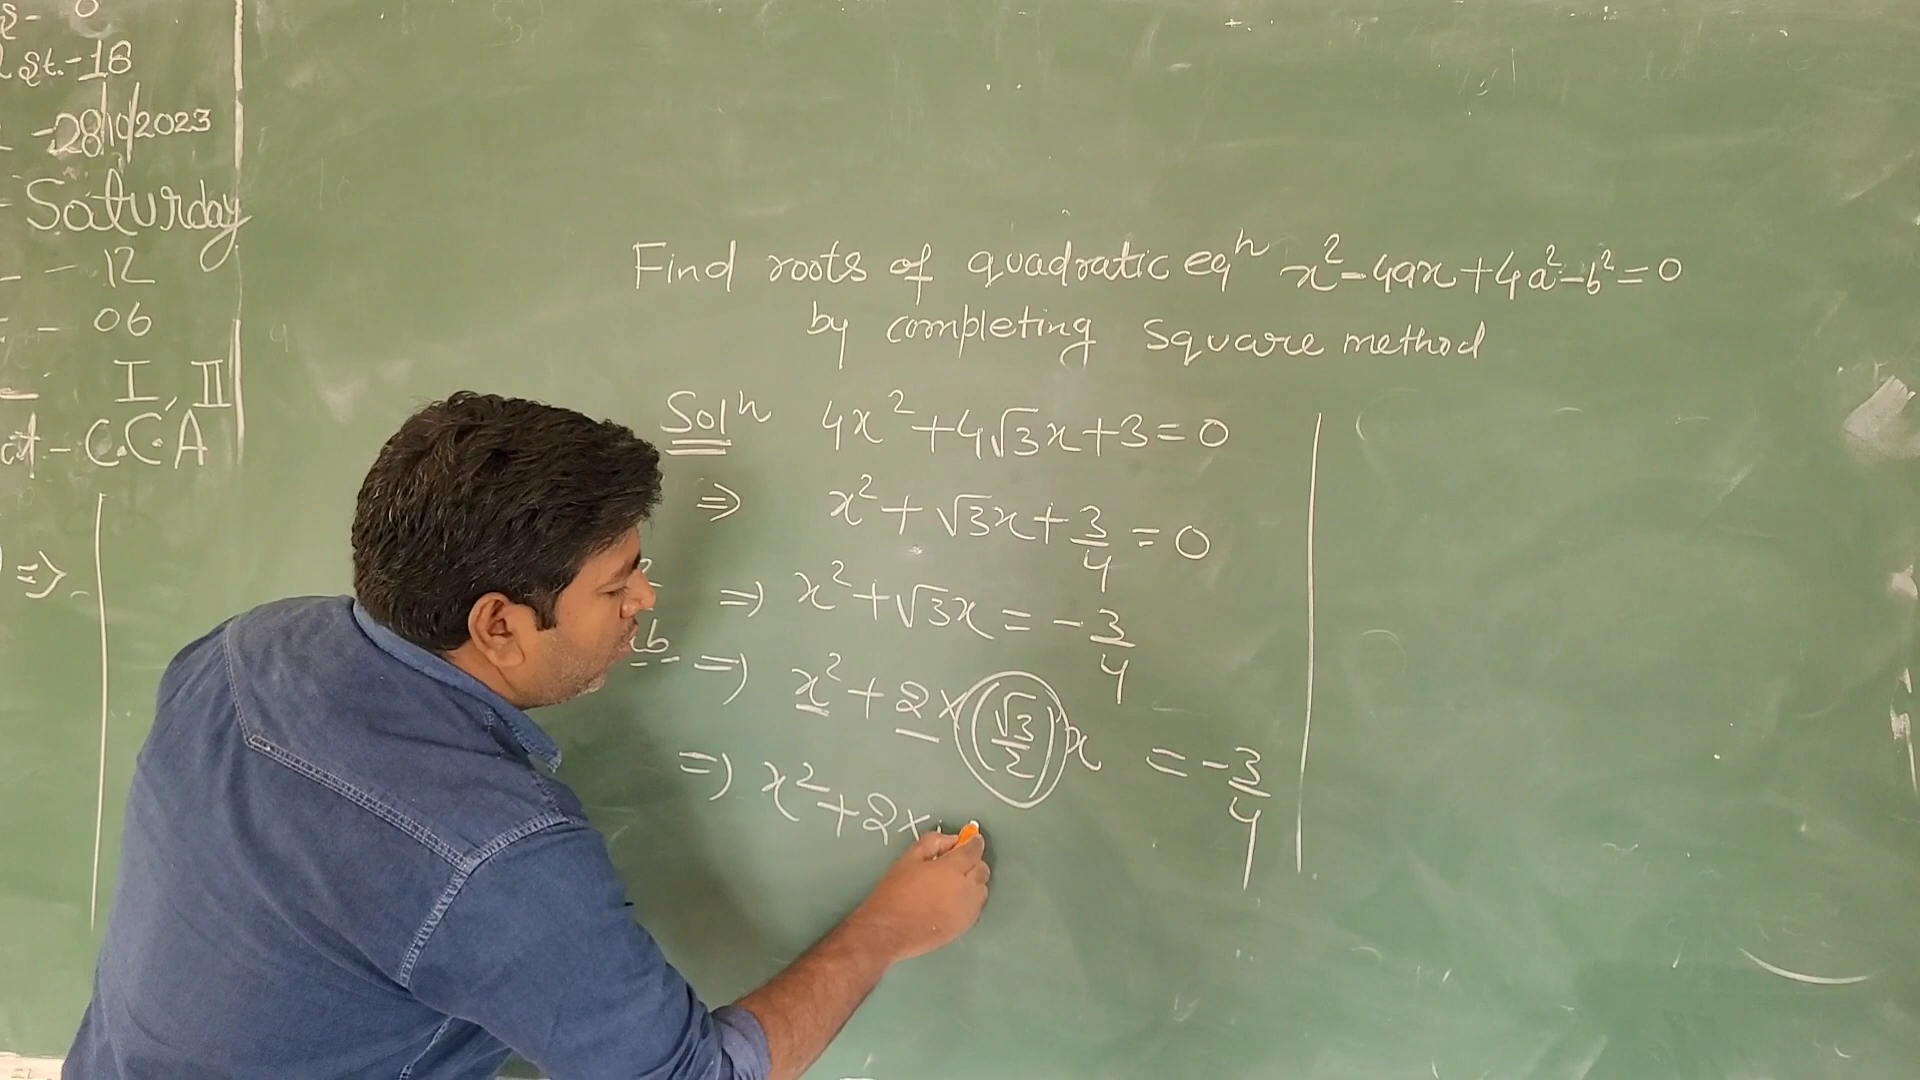 St.-18
-28/10/2023
Saturday
- 12
- 06
I, II
- C.C.A
=>
Find roots of quadratic eqⁿ x²-4ax+4a²-b²=0
by completing square method
Solⁿ 4x²+4√3x+3=0
=> x²+√3x+3/4=0
=> x²+√3x=-3/4
=> x²+2×(√3/2)x = -3/4
=> x²+2×